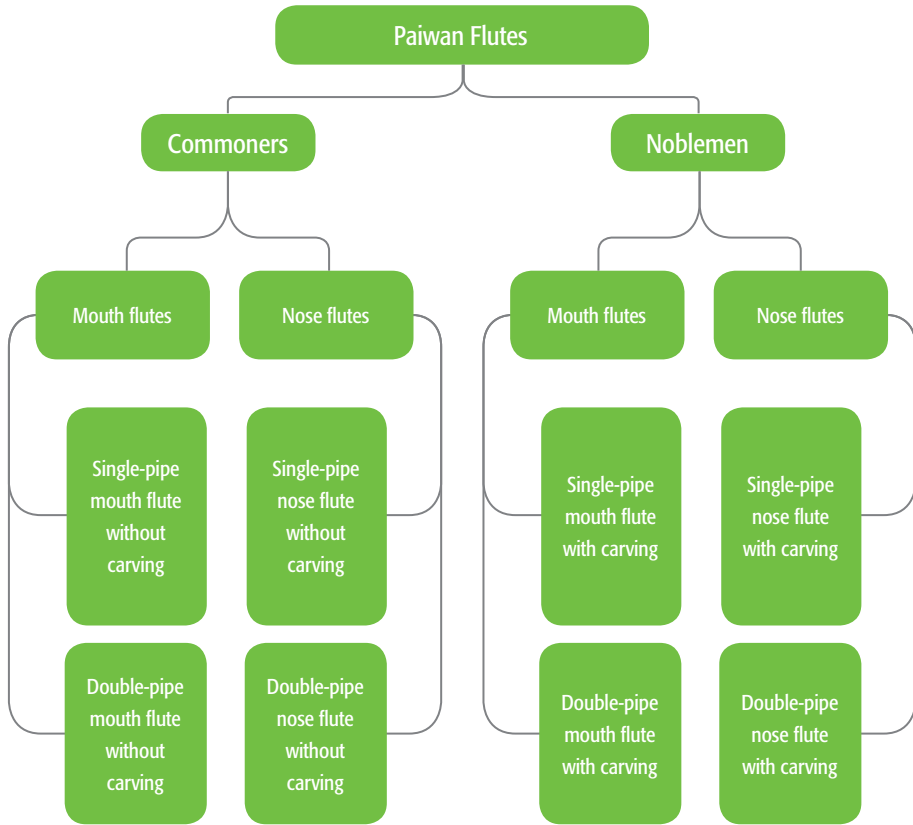 Paiwan Flutes
Commoners
Noblemen
Mouth flutes
Nose flutes
Mouth flutes
Nose flutes
Single-pipe
mouth flute
without
carving
Single-pipe
nose flute
without
carving
Single-pipe
mouth flute
with carving
Single-pipe
nose flute
with carving
Double-pipe
mouth flute
without
carving
Double-pipe
nose flute
without
carving
Double-pipe
mouth flute
with carving
Double-pipe
nose flute
with carving